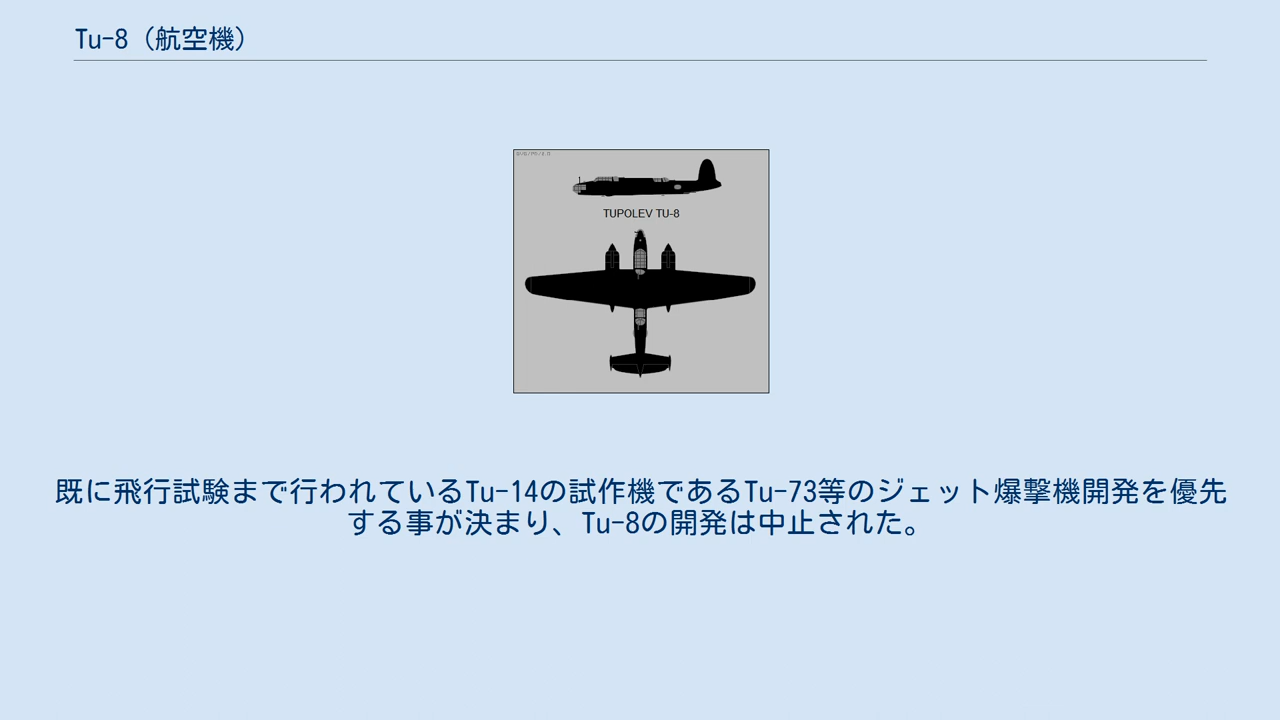 Tu-8（航空機）
TUPOLEV TU-8
既に飛行試験まで行われているTu-14の試作機であるTu-73等のジェット爆撃機開発を優先
する事が決まり、Tu-8の開発は中止された。